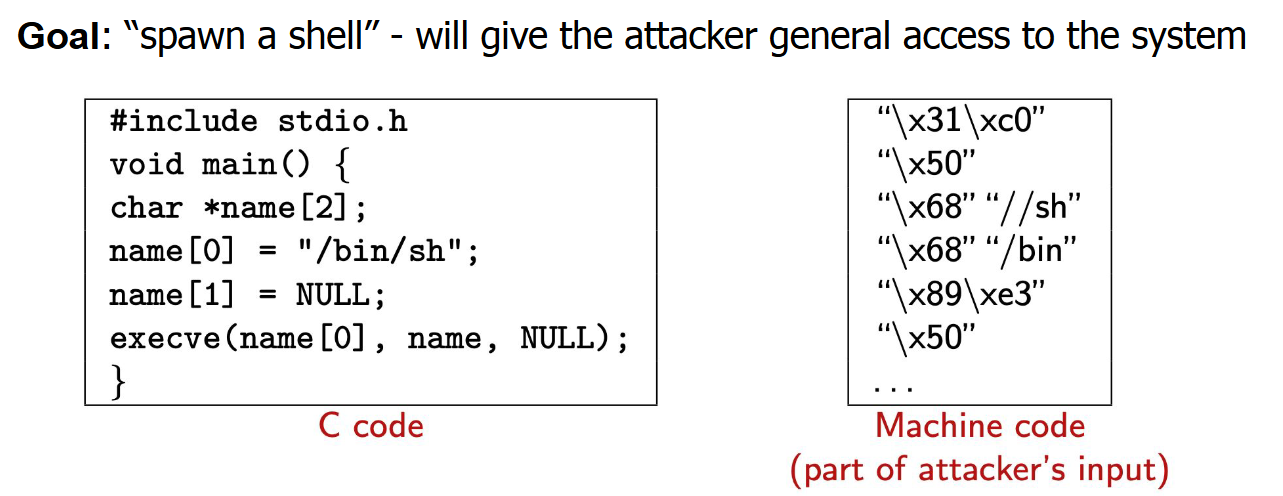 Goal: “spawn a shell” - will give the attacker general access to the system
#include stdio.h
void main() {
char *name[2];
name[0] = "/bin/sh";
name[1] = NULL;
execve(name[0], name, NULL);
}
C code
“\x31\xc0”
“\x50”
“\x68” “//sh”
“\x68” “/bin”
“\x89\xe3”
“\x50”
...
Machine code
(part of attacker's input)